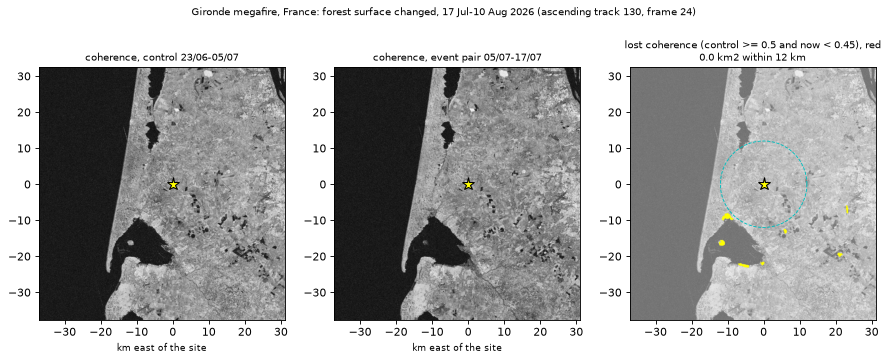 Gironde megafire, France: forest surface changed, 17 Jul-10 Aug 2026 (ascending track 130, frame 24)
coherence, control 23/06-05/07
coherence, event pair 05/07-17/07
lost coherence (control >= 0.5 and now < 0.45), red
0.0 km2 within 12 km
30
20
10
0
−10
−20
−30
30
20
10
0
−10
−20
−30
30
20
10
0
−10
−20
−30
−30 −20 −10 0 10 20 30
−30 −20 −10 0 10 20 30
−30 −20 −10 0 10 20 30
km east of the site
km east of the site